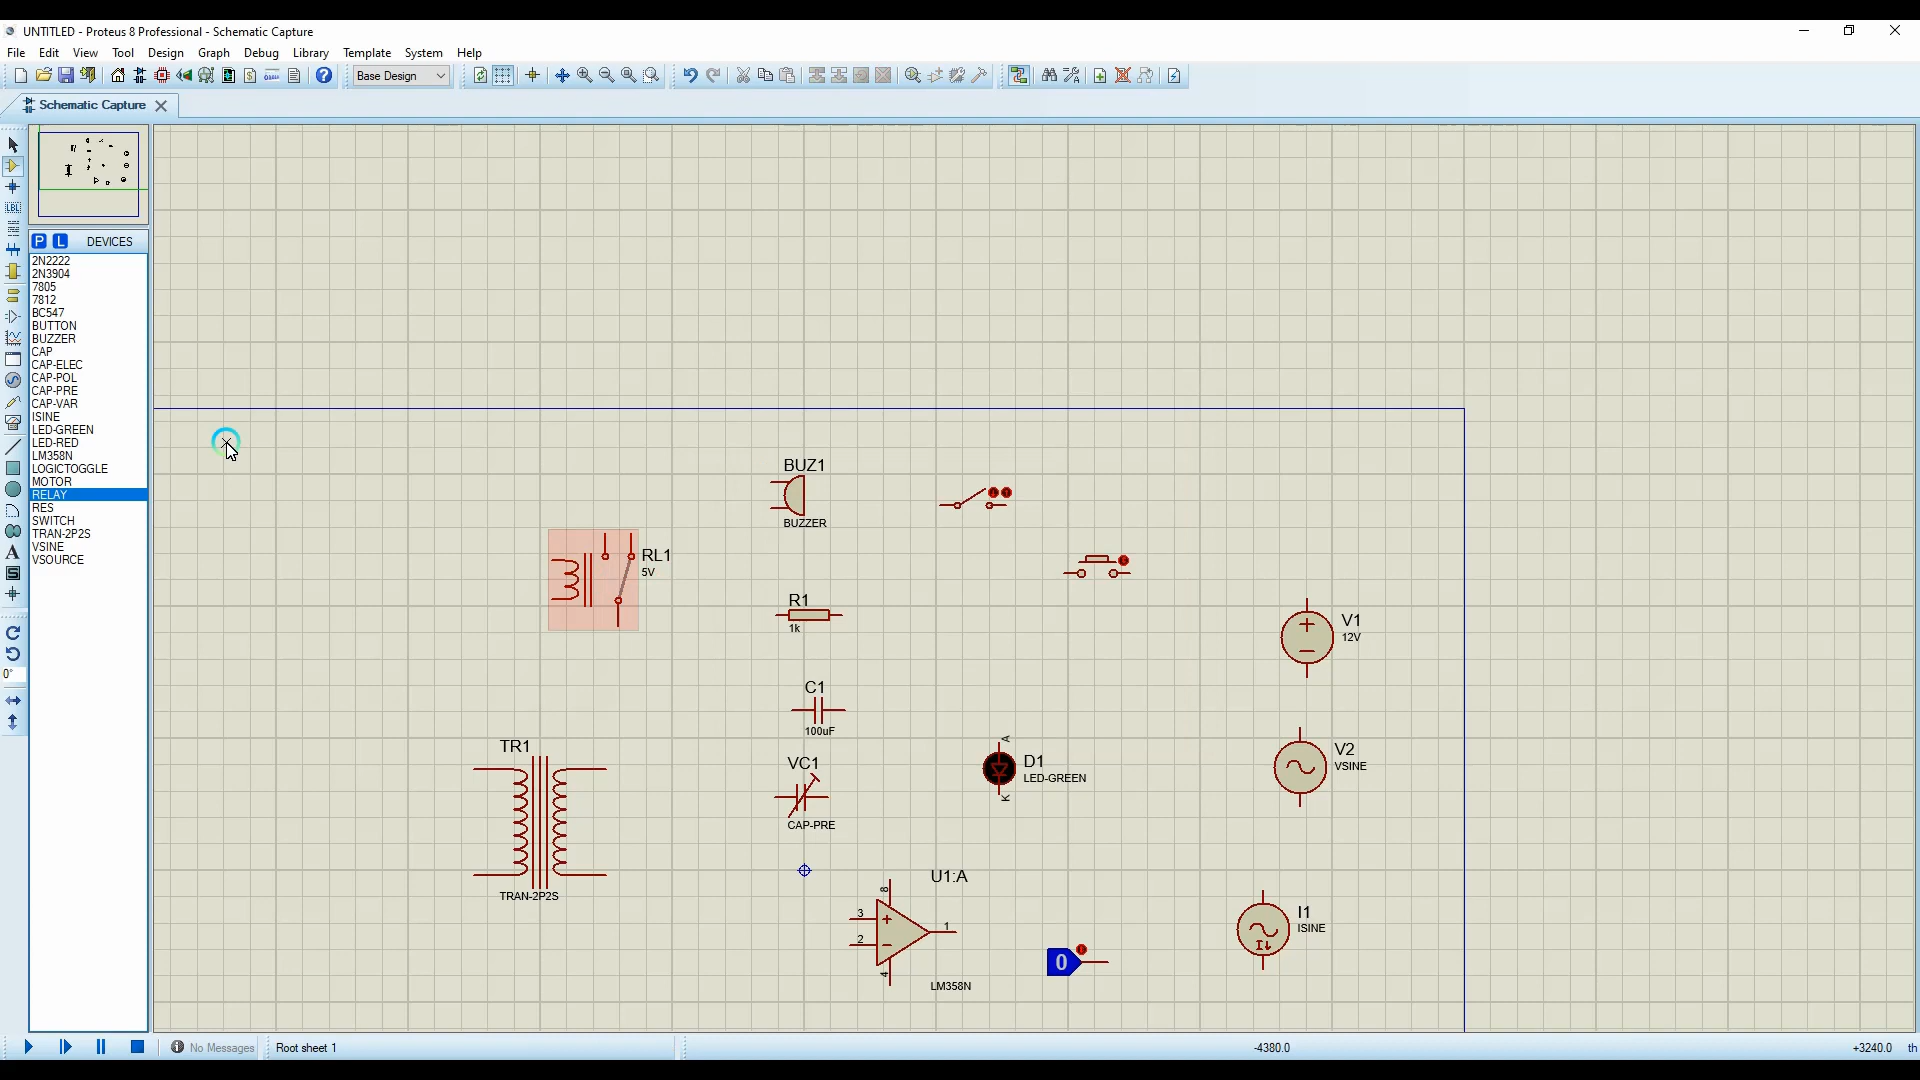 UNTITLED - Proteus 8 Professional - Schematic Capture
File Edit View Tool Design Graph Debug Library Template System Help
Base Design
Schematic Capture
P L DEVICES
2N2222
2N3904
7805
7812
BC547
BUTTON
BUZZER
CAP
CAP-ELEC
CAP-POL
CAP-PRE
CAP-VAR
ISINE
LED-GREEN
LED-RED
LM358N
LOGICTOGGLE
MOTOR
RELAY
RES
SWITCH
TRAN-2P2S
VSINE
VSOURCE
LBL
A
S
0°
BUZ1
BUZZER
RL1
5V
R1
1k
V1
12V
C1
100uF
TR1
TRAN-2P2S
VC1
CAP-PRE
A
D1
LED-GREEN
K
V2
VSINE
U1:A
8
3
1
2
4
LM358N
0
I1
ISINE
No Messages
Root sheet 1
-4380.0
+3240.0
th